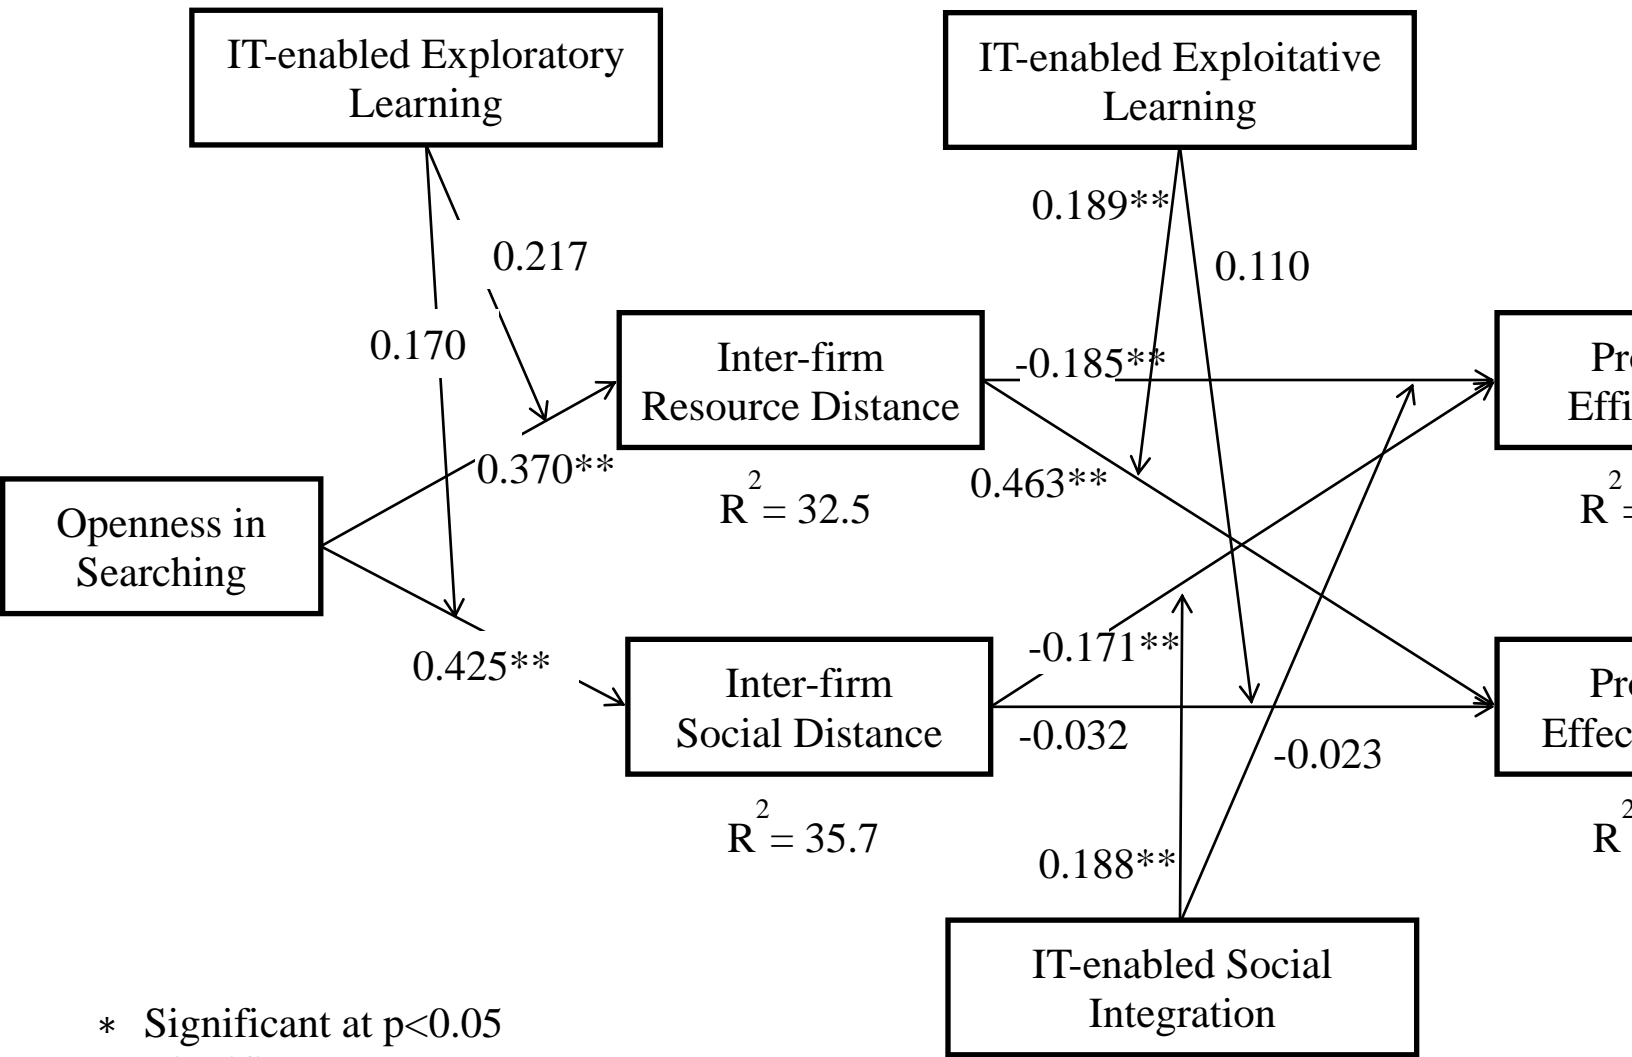 IT-enabled Exploratory
Learning
IT-enabled Exploitative
Learning
0.189**
0.217
0.110
0.170
Inter-firm
Resource Distance
-0.185**
0.370**
0.463**
R² = 32.5
R² =
Openness in
Searching
-0.171**
0.425**
Inter-firm
Social Distance
-0.032
-0.023
R² = 35.7
R²
0.188**
IT-enabled Social
Integration
* Significant at p<0.05